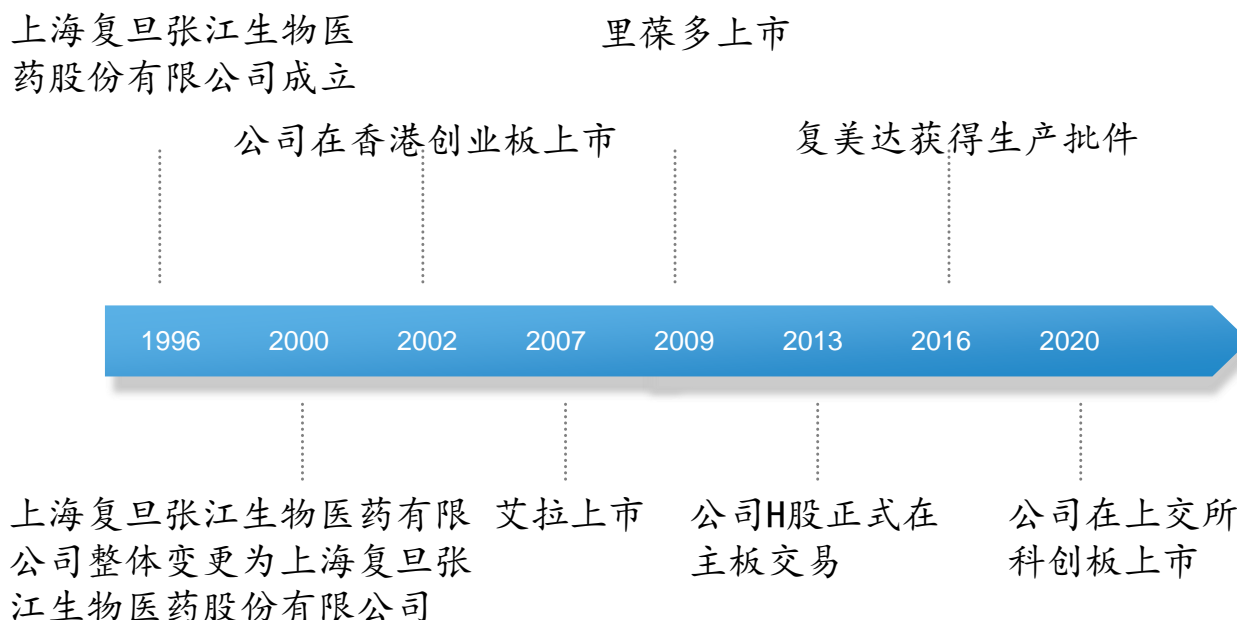 上海复旦张江生物医
药股份有限公司成立
里葆多上市
公司在香港创业板上市
复美达获得生产批件
1996 2000 2002 2007 2009 2013 2016 2020
上海复旦张江生物医药有限
公司整体变更为上海复旦张
江生物医药股份有限公司
艾拉上市
公司H股正式在
主板交易
公司在上交所
科创板上市